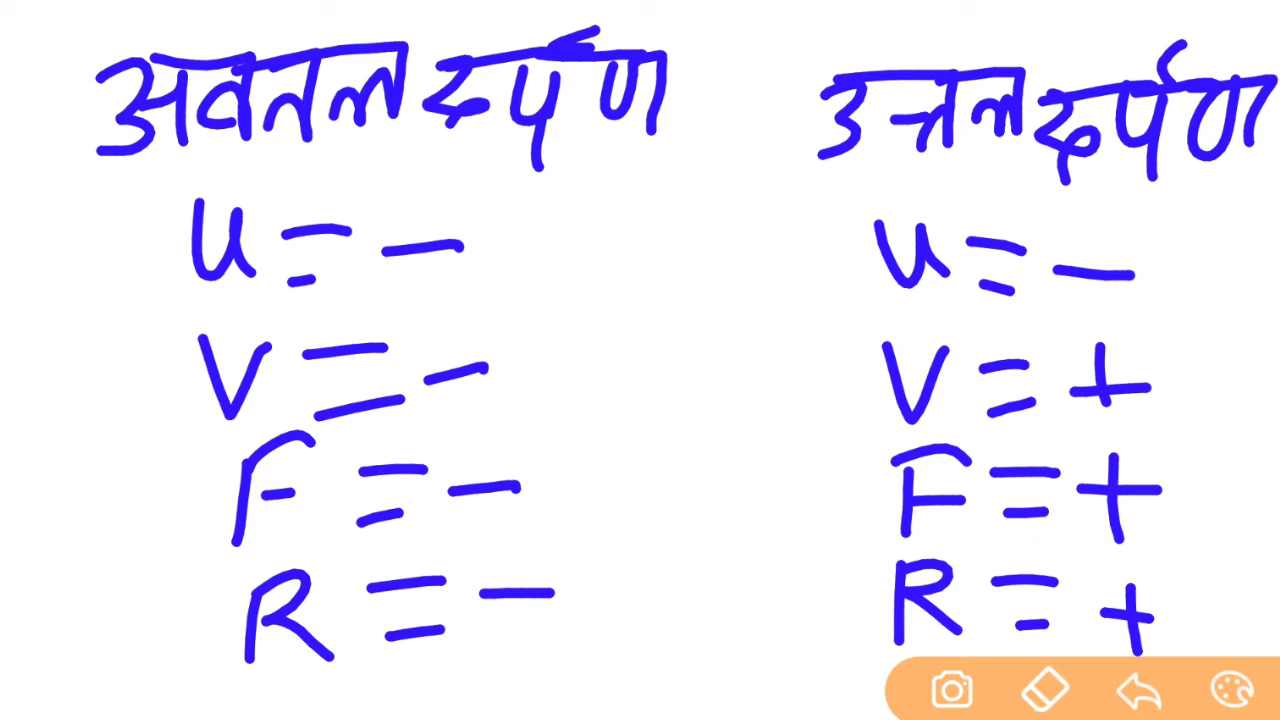 अवतल दर्पण
उत्तल दर्पण
u = -
u = -
V = -
V = +
F = -
F = +
R = -
R = +